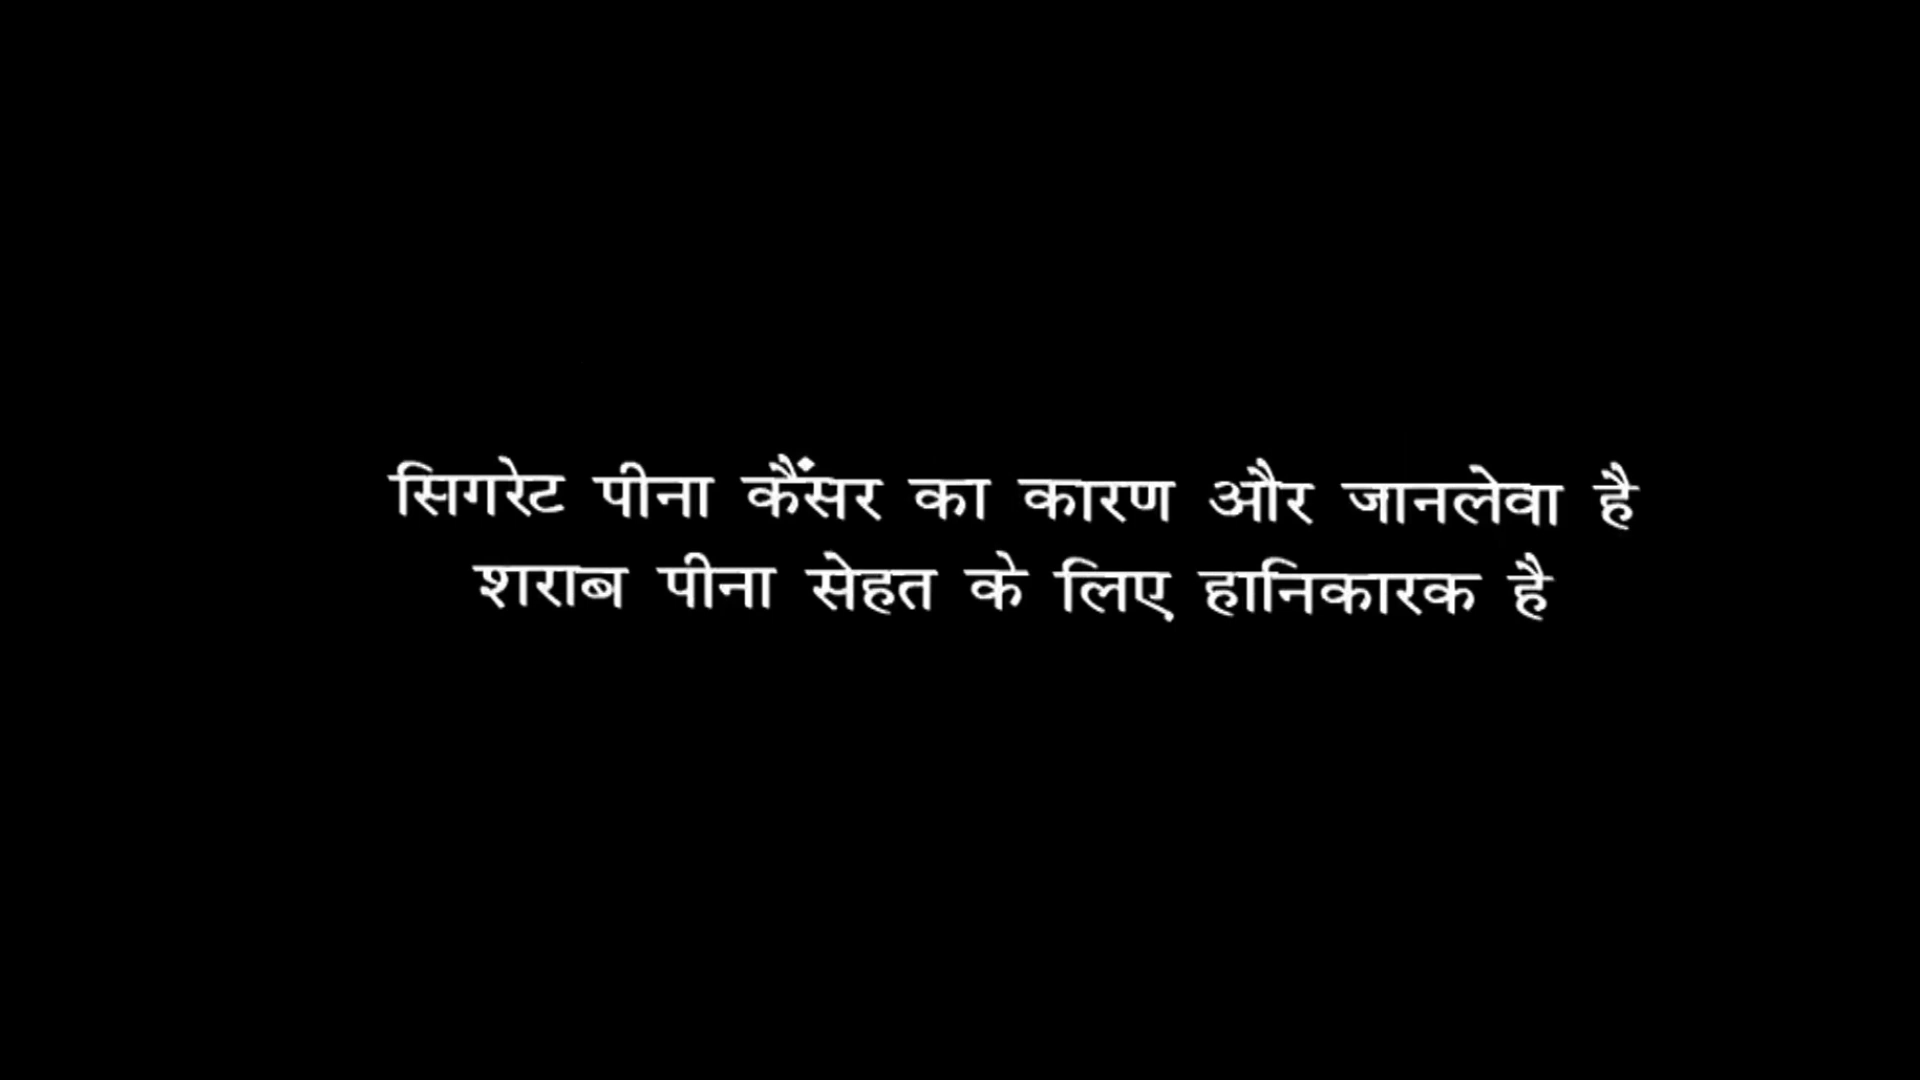 सिगरेट पीना कैंसर का कारण और जानलेवा है
शराब पीना सेहत के लिए हानिकारक है